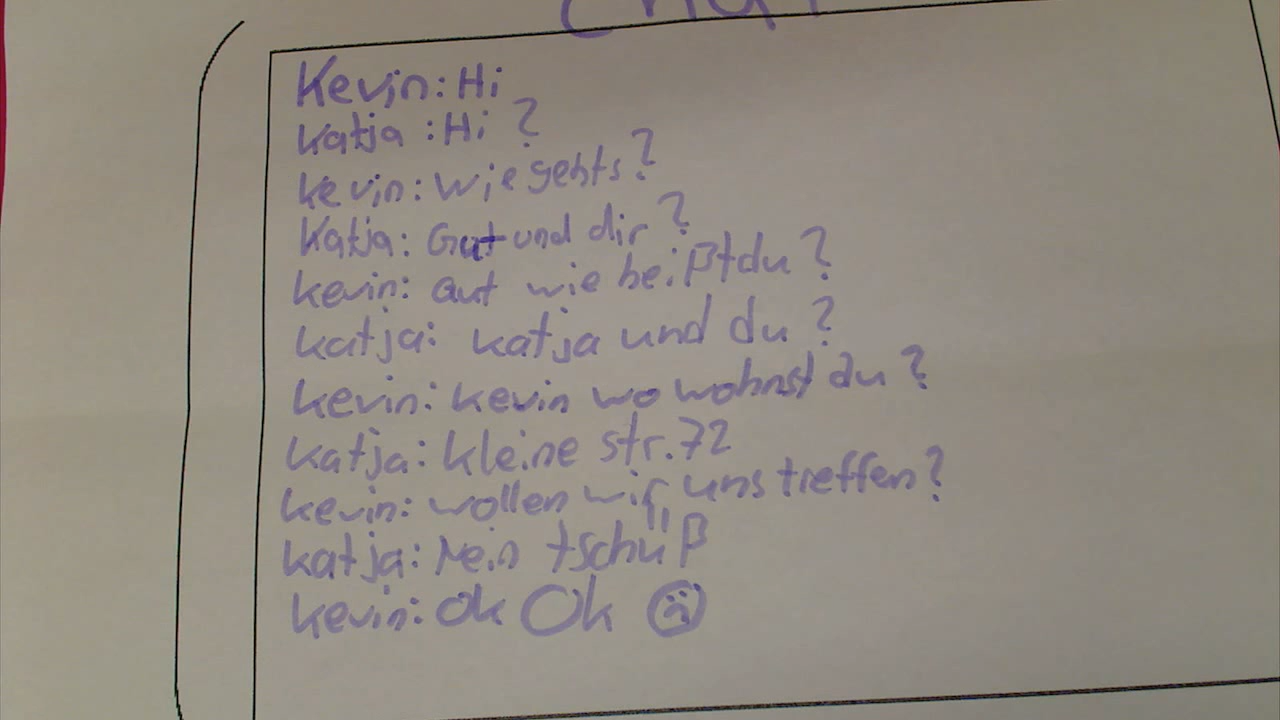 Chat
Kevin: Hi
Katja: Hi ?
Kevin: wie gehts?
Katja: Gut und dir ?
Kevin: Gut wie heißt du ?
Katja: Katja und du ?
Kevin: Kevin wo wohnst du ?
Katja: kleine str. 72
Kevin: wollen wir uns treffen?
Katja: Nein tschüß
Kevin: ok Ok ☹